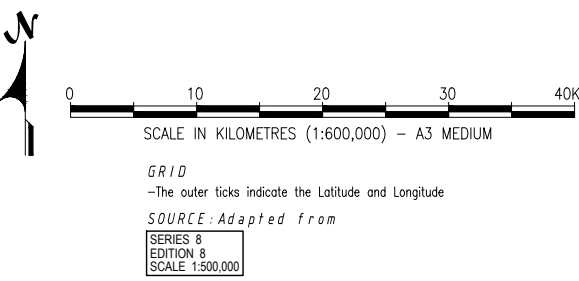 N
0 10 20 30 40K
SCALE IN KILOMETRES (1:600,000) – A3 MEDIUM
GRID
–The outer ticks indicate the Latitude and Longitude
SOURCE: Adapted from
SERIES 8
EDITION 8
SCALE 1:500,000